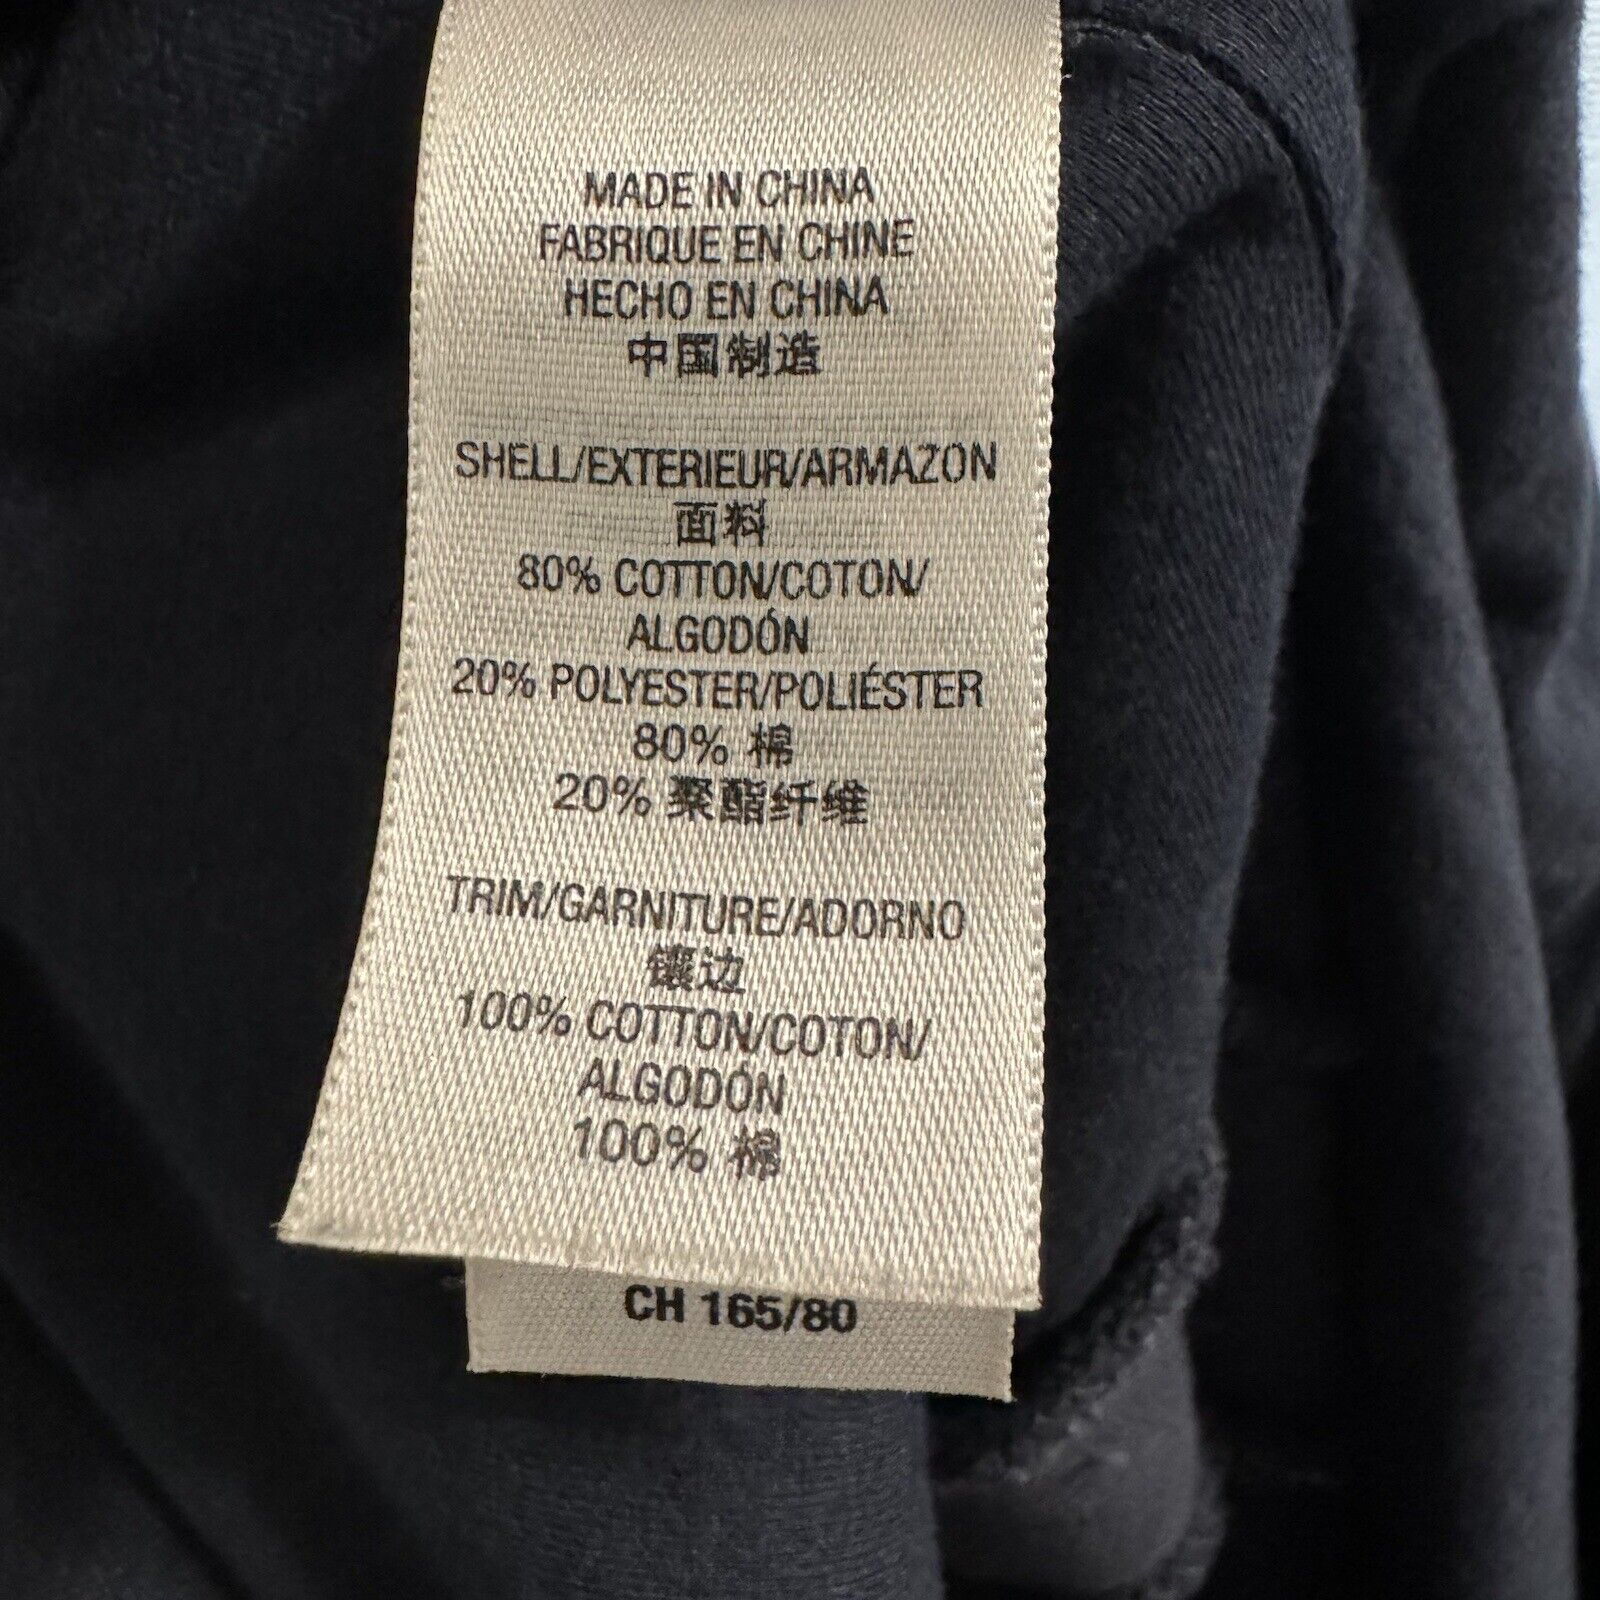 MADE IN CHINA
FABRIQUE EN CHINE
HECHO EN CHINA
中国制造
SHELL/EXTERIEUR/ARMAZON
面料
80% COTTON/COTON/
ALGODÓN
20% POLYESTER/POLIÉSTER
80% 棉
20% 聚酯纤维
TRIM/GARNITURE/ADORNO
镶边
100% COTTON/COTON/
ALGODÓN
100% 棉
CH 165/80